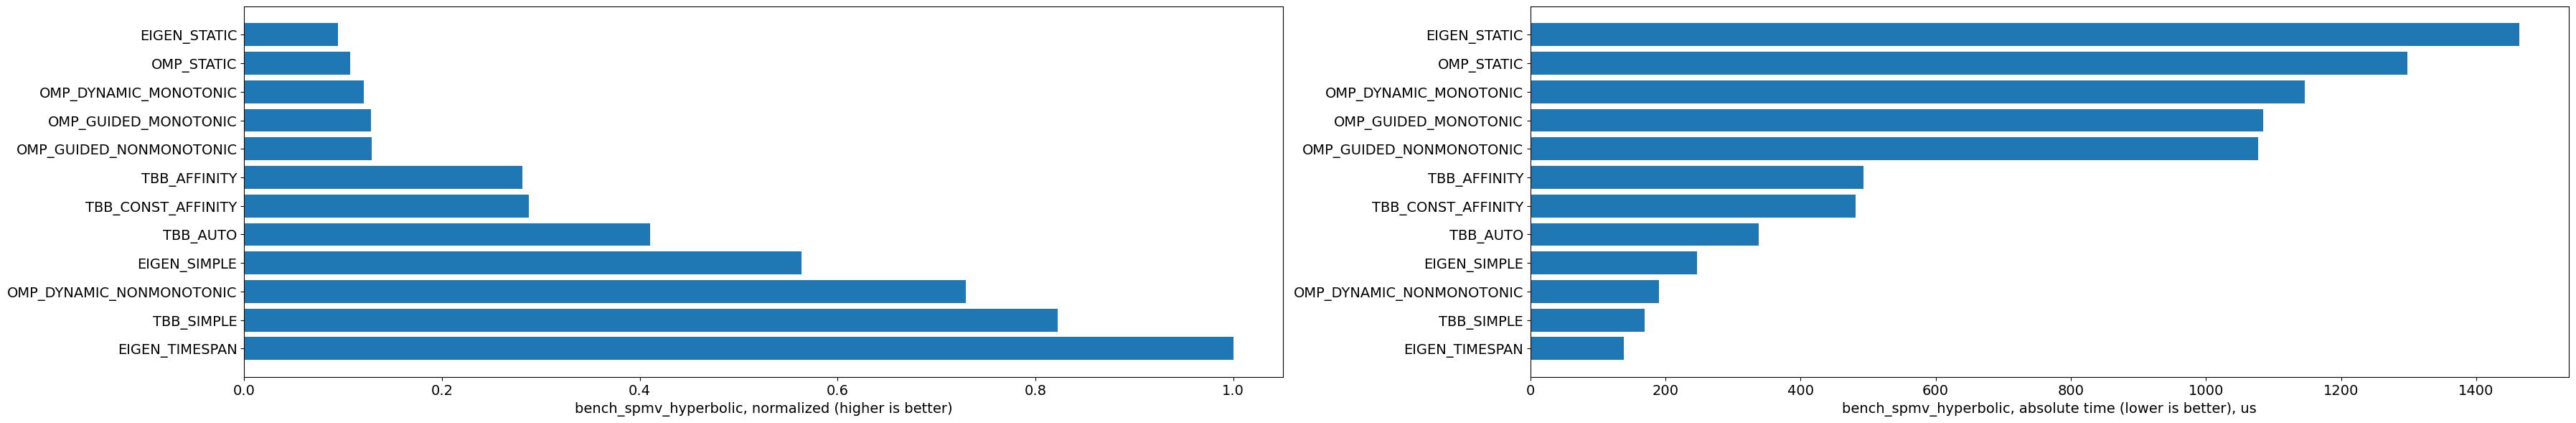 EIGEN_STATIC
OMP_STATIC
OMP_DYNAMIC_MONOTONIC
OMP_GUIDED_MONOTONIC
OMP_GUIDED_NONMONOTONIC
TBB_AFFINITY
TBB_CONST_AFFINITY
TBB_AUTO
EIGEN_SIMPLE
OMP_DYNAMIC_NONMONOTONIC
TBB_SIMPLE
EIGEN_TIMESPAN
0.0 0.2 0.4 0.6 0.8 1.0
bench_spmv_hyperbolic, normalized (higher is better)
EIGEN_STATIC
OMP_STATIC
OMP_DYNAMIC_MONOTONIC
OMP_GUIDED_MONOTONIC
OMP_GUIDED_NONMONOTONIC
TBB_AFFINITY
TBB_CONST_AFFINITY
TBB_AUTO
EIGEN_SIMPLE
OMP_DYNAMIC_NONMONOTONIC
TBB_SIMPLE
EIGEN_TIMESPAN
0 200 400 600 800 1000 1200 1400
bench_spmv_hyperbolic, absolute time (lower is better), us